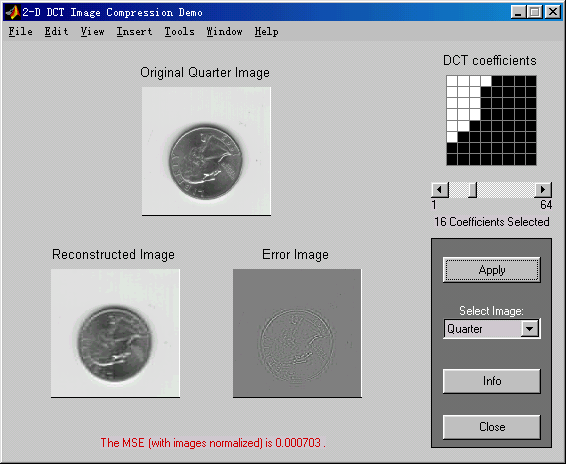 2-D DCT Image Compression Demo
File Edit View Insert Tools Window Help
Original Quarter Image
DCT coefficients
1 64
16 Coefficients Selected
Reconstructed Image
Error Image
Apply
Select Image:
Quarter
Info
Close
The MSE (with images normalized) is 0.000703 .